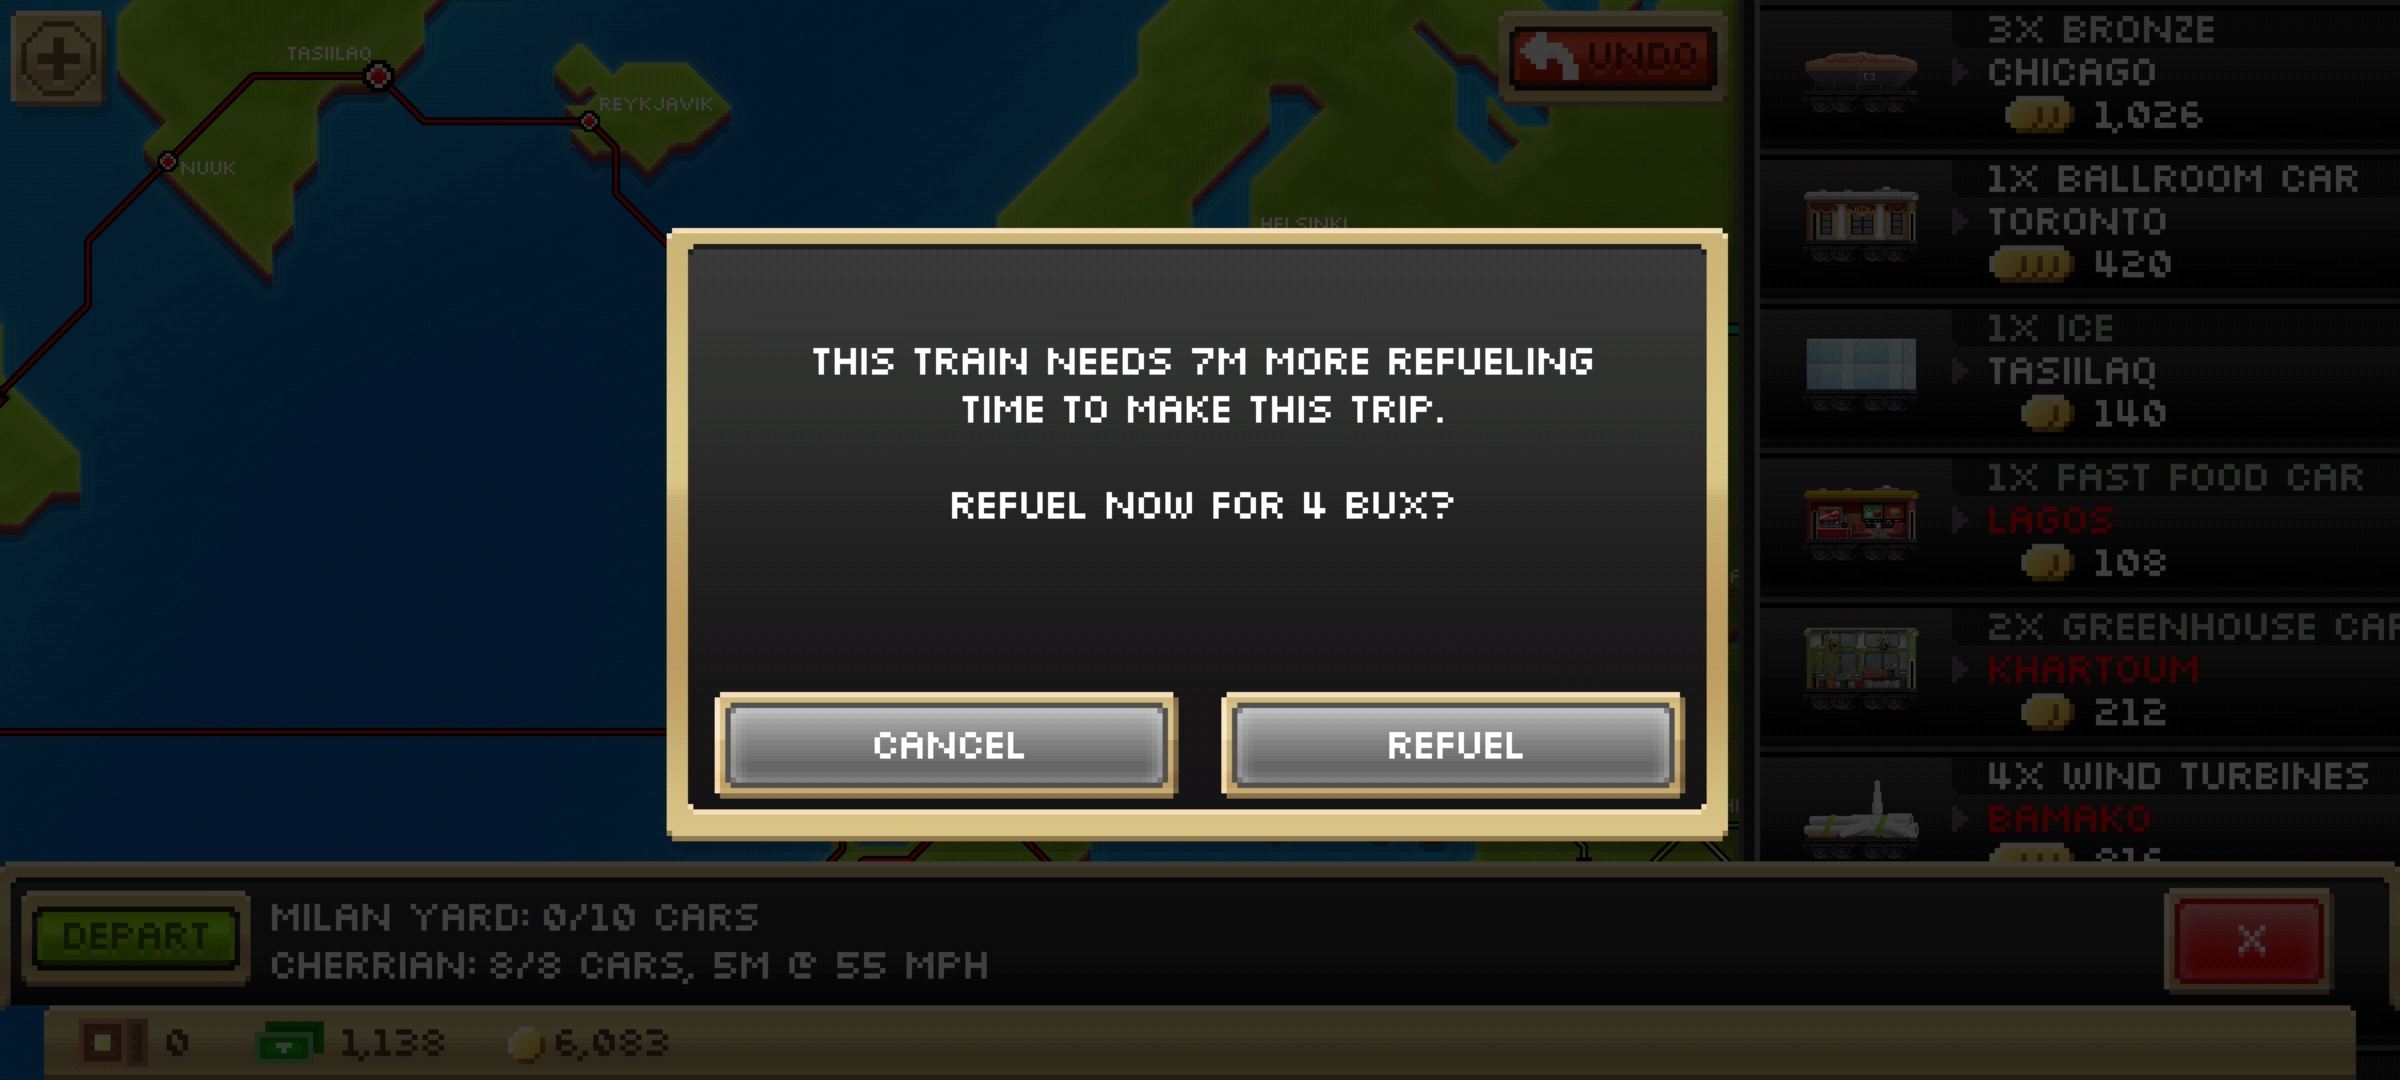 TASIILAQ
REYKJAVIK
NUUK
HELSINKI
UNDO
THIS TRAIN NEEDS 7M MORE REFUELING
TIME TO MAKE THIS TRIP.
REFUEL NOW FOR 4 BUX?
CANCEL
REFUEL
3X BRONZE
CHICAGO
1,026
1X BALLROOM CAR
TORONTO
420
1X ICE
TASIILAQ
140
1X FAST FOOD CAR
LAGOS
108
2X GREENHOUSE CAR
KHARTOUM
212
4X WIND TURBINES
BAMAKO
DEPART
MILAN YARD: 0/10 CARS
CHERRIAN: 8/8 CARS, 5M @ 55 MPH
X
0
1,138
6,083